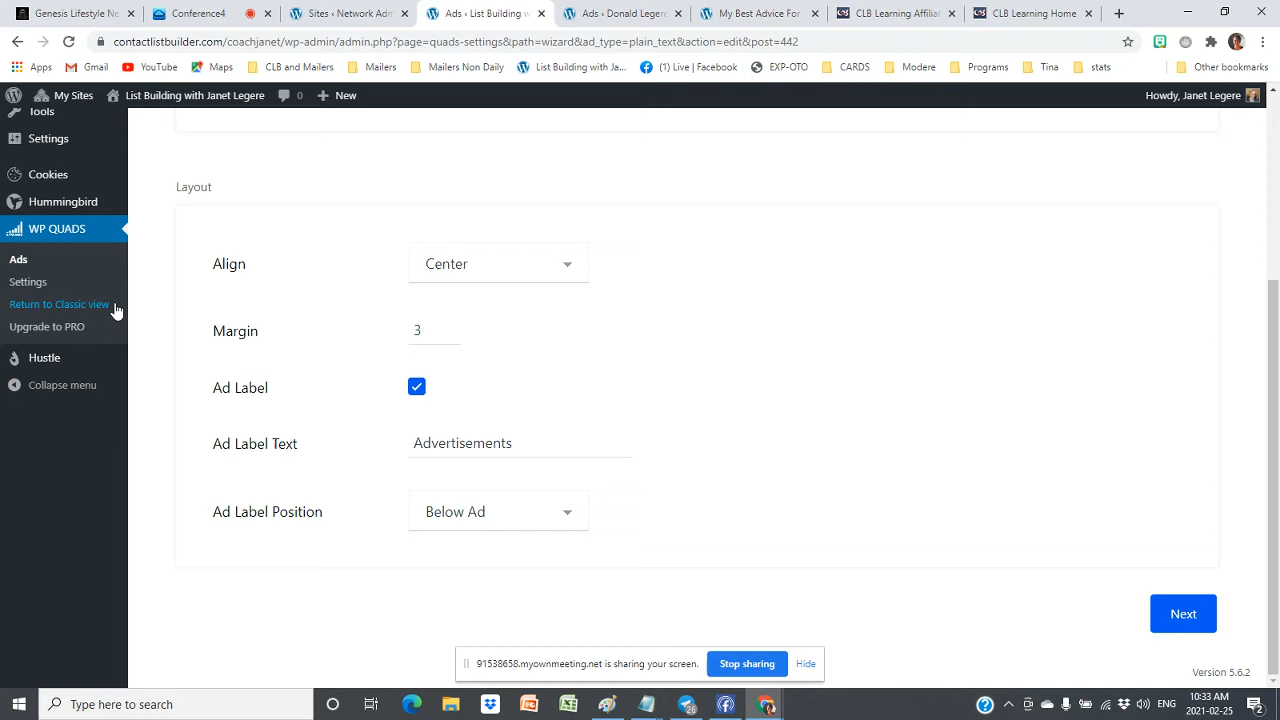 Genesis Lifestyle Ne
Conference4
Sites ‹ Network Adm
Ads ‹ List Building w
Ads ‹ Donald Legere
My Best Advice For
CLB Learning Affiliat
CLB Learning Home
contactlistbuilder.com/coachjanet/wp-admin/admin.php?page=quads-settings&path=wizard&ad_type=plain_text&action=edit&post=442
Apps
Gmail
YouTube
Maps
CLB and Mailers
Mailers
Mailers Non Daily
List Building with Ja...
(1) Live | Facebook
EXP-OTO
CARDS
Modere
Programs
Tina
stats
Other bookmarks
My Sites
List Building with Janet Legere
0
New
Howdy, Janet Legere
Tools
Settings
Cookies
Hummingbird
WP QUADS
Ads
Settings
Return to Classic view
Upgrade to PRO
Hustle
Collapse menu
Layout
Align
Center
Margin
3
Ad Label
Ad Label Text
Advertisements
Ad Label Position
Below Ad
Next
91538658.myownmeeting.net is sharing your screen.
Stop sharing
Hide
Version 5.6.2
Type here to search
26
ENG
10:33 AM
2021-02-25